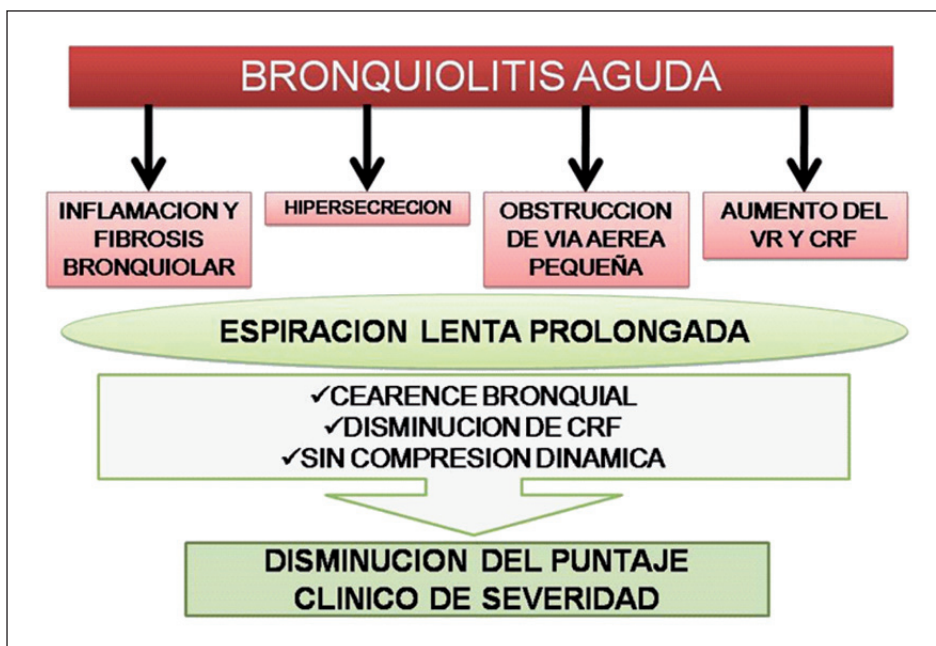 BRONQUIOLITIS AGUDA
INFLAMACION Y
FIBROSIS
BRONQUIOLAR
HIPERSECRECION
OBSTRUCCION
DE VIA AEREA
PEQUEÑA
AUMENTO DEL
VR Y CRF
ESPIRACION LENTA PROLONGADA
✓CEARENCE BRONQUIAL
✓DISMINUCION DE CRF
✓SIN COMPRESION DINAMICA
DISMINUCION DEL PUNTAJE
CLINICO DE SEVERIDAD